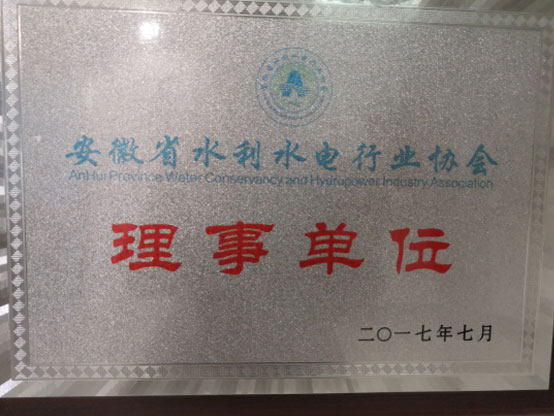 安徽省水利水电行业协会
AnHui Province Water Conservancy and Hydropower Industry Association
理事单位
二〇一七年七月